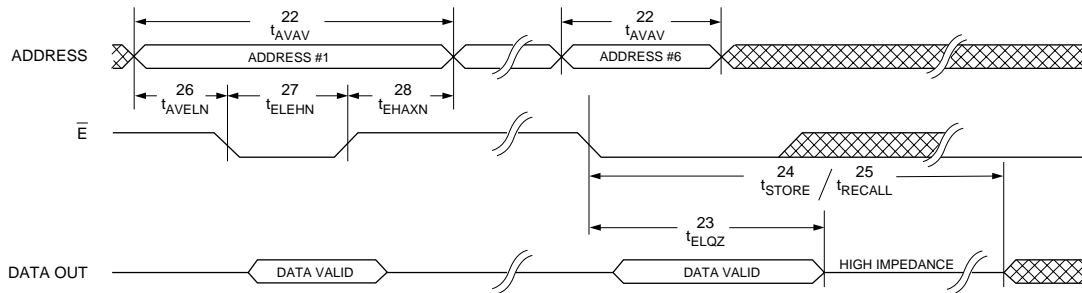 22 22
tAVAV tAVAV
ADDRESS ADDRESS #1 ADDRESS #6
26 27 28
tAVELN tELEHN tEHAXN
E
24 / 25
tSTORE tRECALL
23
tELQZ
DATA OUT DATA VALID DATA VALID HIGH IMPEDANCE